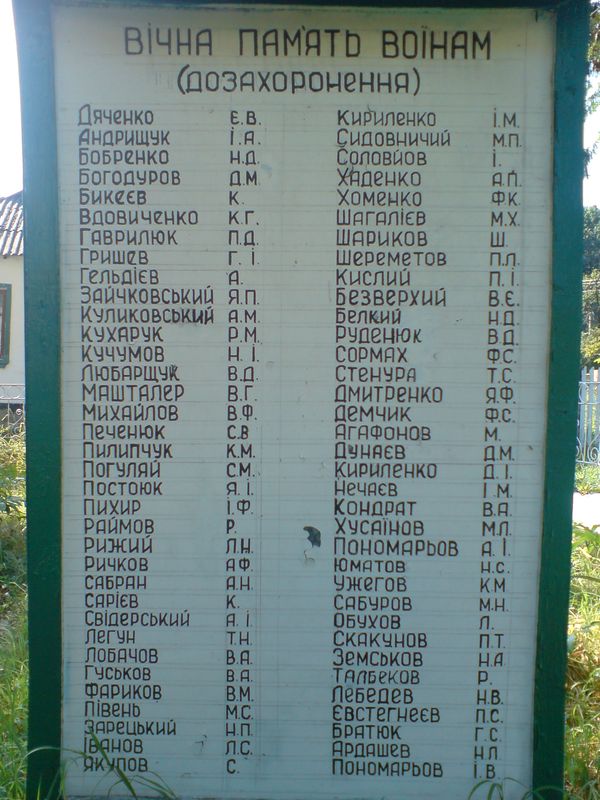 ВІЧНА ПАМ'ЯТЬ ВОЇНАМ
(ДОЗАХОРОНЕННЯ)
ДЯЧЕНКО Є.В.
АНДРИЩУК І.А.
БОБРЕНКО Н.Д.
БОГОДУРОВ Д.М.
БИКЕЄВ К.
ВДОВИЧЕНКО К.Г.
ГАВРИЛЮК П.Д.
ГРИШЕВ Г.І
ГЕЛЬДІЄВ А.
ЗАЙЧКОВСЬКИЙ Я.П.
КУЛИКОВСЬКИЙ А.М.
КУХАРУК Р.М.
КУЧУМОВ Н.І.
ЛЮБАРЩУК В.Д.
МАШТАЛЕР В.Г.
МИХАЙЛОВ В.Ф.
ПЕЧЕНЮК С.В
ПИЛИПЧУК К.М.
ПОГУЛЯЙ С.М.
ПОСТОЮК Я.І.
ПИХИР І.Ф.
РАЙМОВ Р.
РИЖИЙ Л.Н.
РИЧКОВ А.Ф.
САБРАН А.Н.
САРІЄВ К.
СВІДЕРСЬКИЙ А.І.
ЛЕГУН Т.Н.
ЛОБАЧОВ В.А.
ГУСЬКОВ В.А.
ФАРИКОВ В.М.
ПІВЕНЬ М.С.
ЗАРЕЦЬКИЙ Н.П.
ІВАНОВ Л.С.
ЯКУПОВ С.
КИРИЛЕНКО І.М.
СИДОВНИЧИЙ М.П.
СОЛОВЙОВ І.
ХАДЕНКО А.П.
ХОМЕНКО Ф.К.
ШАГАЛІЄВ М.Х.
ШАРИКОВ Ш.
ШЕРЕМЕТОВ П.Л.
КИСЛИЙ П.І.
БЕЗВЕРХИЙ В.Є.
БЕЛКИЙ Н.Д.
РУДЕНЮК В.Д.
СОРМАХ Ф.С.
СТЕНУРА Т.С.
ДМИТРЕНКО Я.Ф.
ДЕМЧИК Ф.С.
АГАФОНОВ М.
ДУНАЄВ Д.М.
КИРИЛЕНКО Д.І.
НЕЧАЄВ І.М.
КОНДРАТ В.А.
ХУСАЇНОВ М.Л.
ПОНОМАРЬОВ А.І.
ЮМАТОВ Н.С.
УЖЕГОВ К.М
САБУРОВ М.Н.
ОБУХОВ Л.
СКАКУНОВ П.Т.
ЗЕМСЬКОВ Н.А.
ТАЛБЕКОВ Р.
ЛЕБЕДЕВ Н.В.
ЄВСТЕГНЕЄВ П.С.
БРАТЮК Г.С.
АРДАШЕВ Н.Л
ПОНОМАРЬОВ І.В.